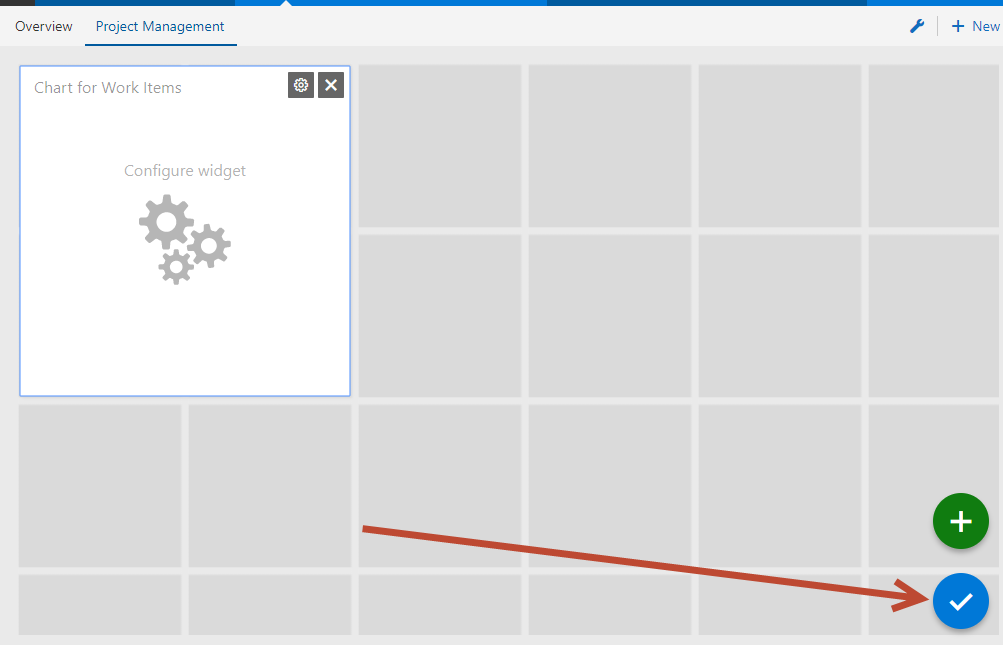 Overview
Project Management
New
Chart for Work Items
Configure widget